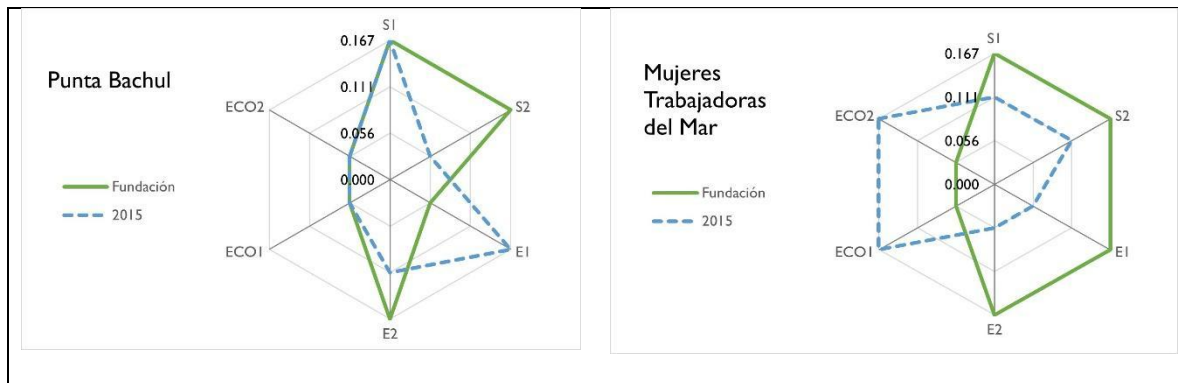 Punta Bachul
S1
0.167
0.111
0.056
0.000
S2
E1
E2
ECO1
ECO2
Fundación
2015
Mujeres
Trabajadoras
del Mar
S1
0.167
0.111
0.056
0.000
S2
E1
E2
ECO1
ECO2
Fundación
2015